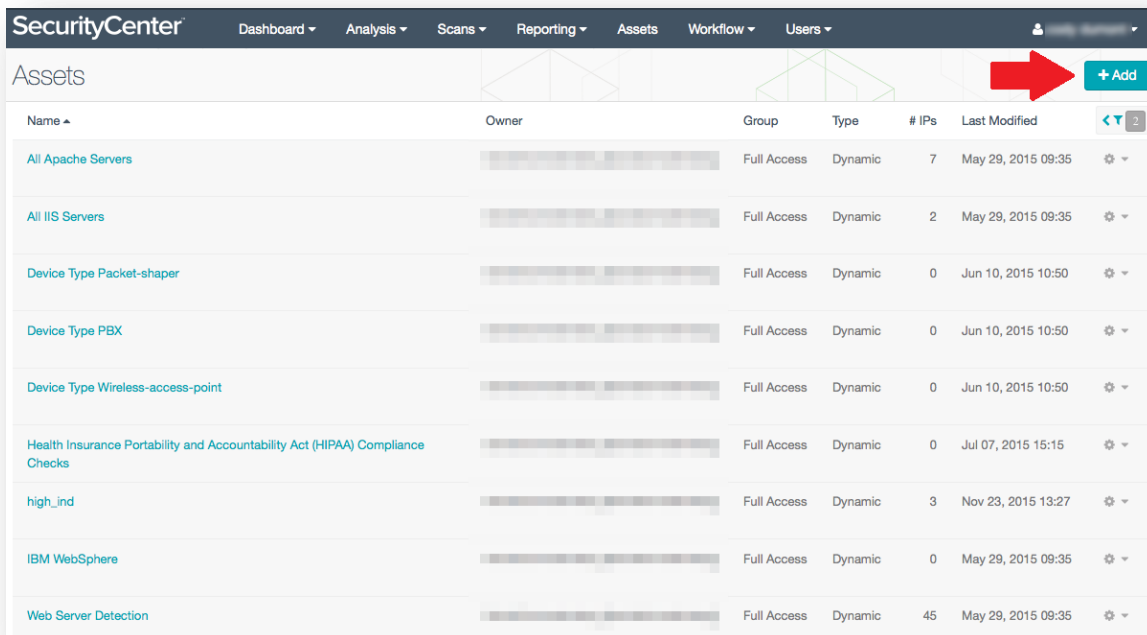 SecurityCenter Dashboard Analysis Scans Reporting Assets Workflow Users
Assets + Add
Name Owner Group Type # IPs Last Modified 2
All Apache Servers Full Access Dynamic 7 May 29, 2015 09:35
All IIS Servers Full Access Dynamic 2 May 29, 2015 09:35
Device Type Packet-shaper Full Access Dynamic 0 Jun 10, 2015 10:50
Device Type PBX Full Access Dynamic 0 Jun 10, 2015 10:50
Device Type Wireless-access-point Full Access Dynamic 0 Jun 10, 2015 10:50
Health Insurance Portability and Accountability Act (HIPAA) Compliance Full Access Dynamic 0 Jul 07, 2015 15:15
Checks
high_ind Full Access Dynamic 3 Nov 23, 2015 13:27
IBM WebSphere Full Access Dynamic 0 May 29, 2015 09:35
Web Server Detection Full Access Dynamic 45 May 29, 2015 09:35